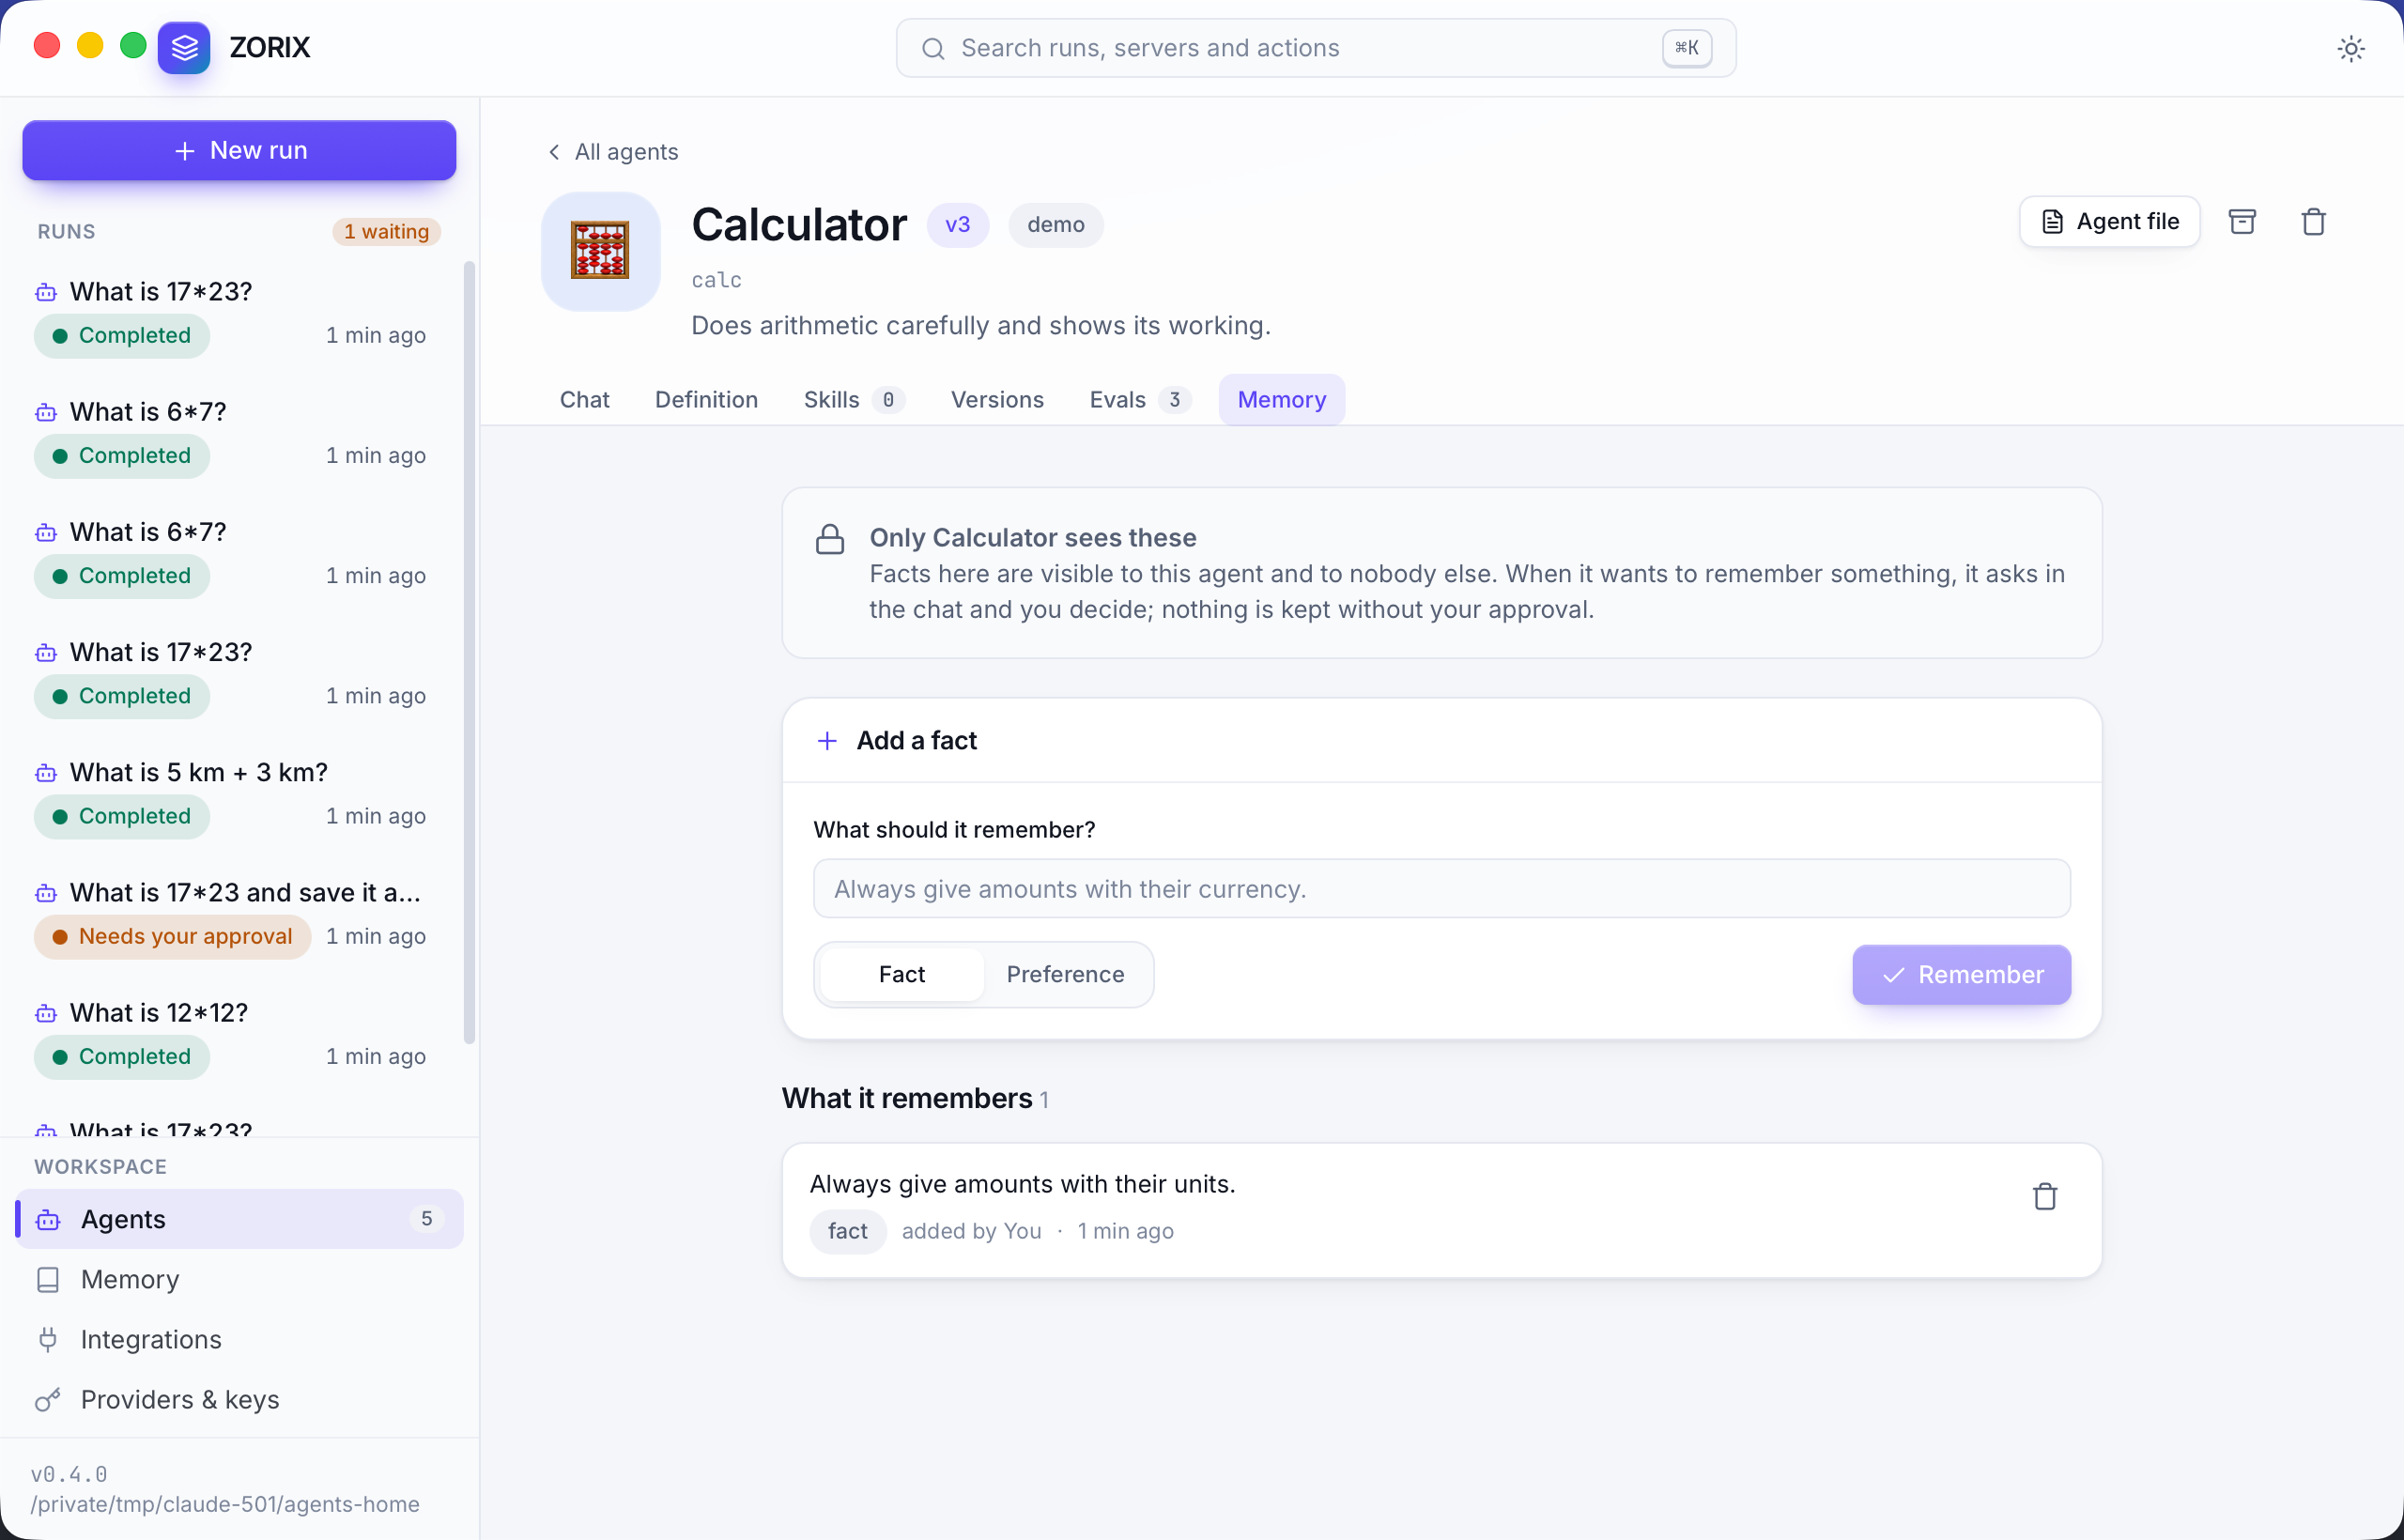 ZORIX
Search runs, servers and actions
⌘K
New run
RUNS
1 waiting
What is 17*23?
Completed
1 min ago
What is 6*7?
Completed
1 min ago
What is 6*7?
Completed
1 min ago
What is 17*23?
Completed
1 min ago
What is 5 km + 3 km?
Completed
1 min ago
What is 17*23 and save it a...
Needs your approval
1 min ago
What is 12*12?
Completed
1 min ago
What is 17*23?
WORKSPACE
Agents
5
Memory
Integrations
Providers & keys
v0.4.0
/private/tmp/claude-501/agents-home
All agents
Calculator
v3
demo
calc
Does arithmetic carefully and shows its working.
Agent file
Chat
Definition
Skills 0
Versions
Evals 3
Memory
Only Calculator sees these
Facts here are visible to this agent and to nobody else. When it wants to remember something, it asks in
the chat and you decide; nothing is kept without your approval.
Add a fact
What should it remember?
Always give amounts with their currency.
Fact
Preference
Remember
What it remembers 1
Always give amounts with their units.
fact
added by You · 1 min ago